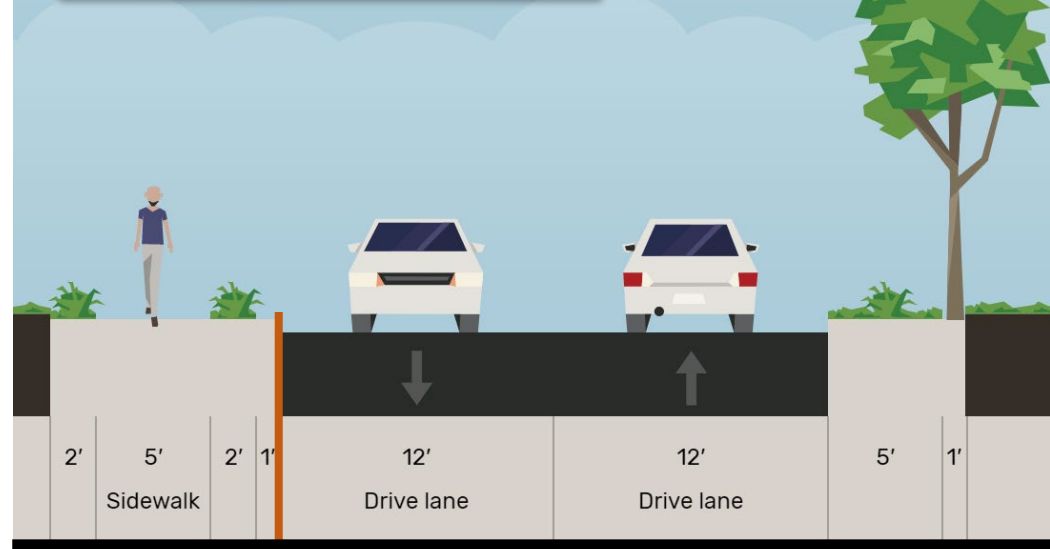 2′ 5′ 2′ 1′ 12′ 12′ 5′ 1′
Sidewalk Drive lane Drive lane